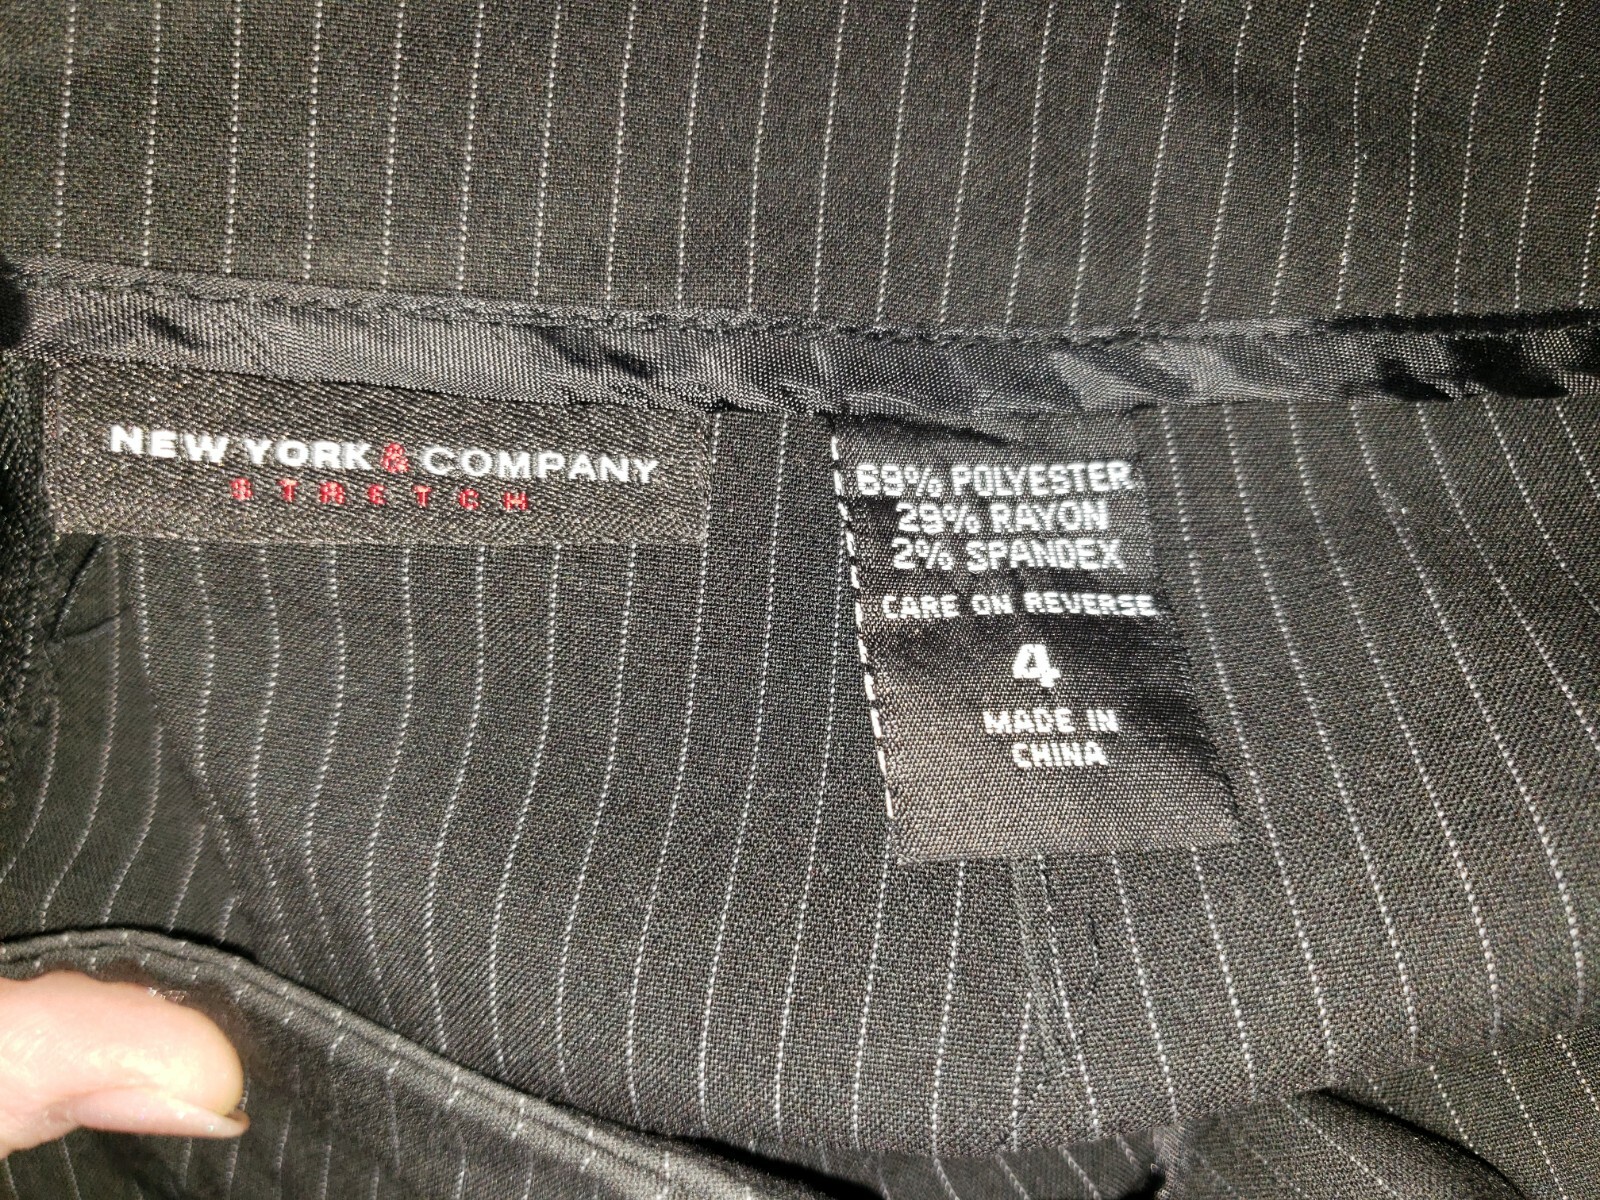 NEW YORK & COMPANY
STRETCH
69% POLYESTER
29% RAYON
2% SPANDEX
CARE ON REVERSE
4
MADE IN
CHINA